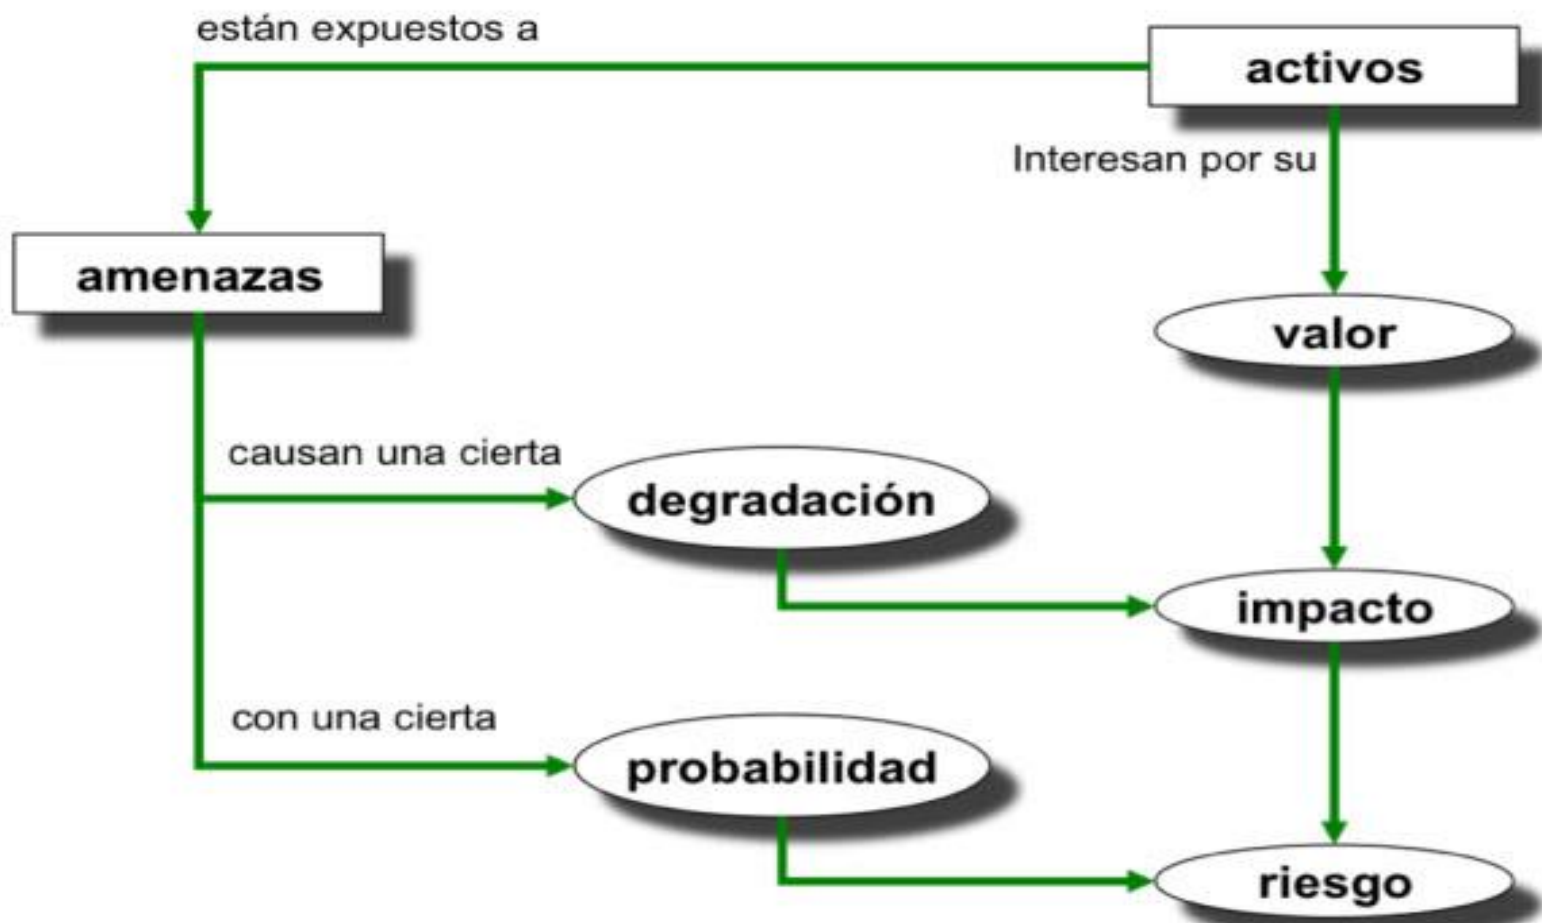 están expuestos a
activos
Interesan por su
amenazas
valor
causan una cierta
degradación
impacto
con una cierta
probabilidad
riesgo